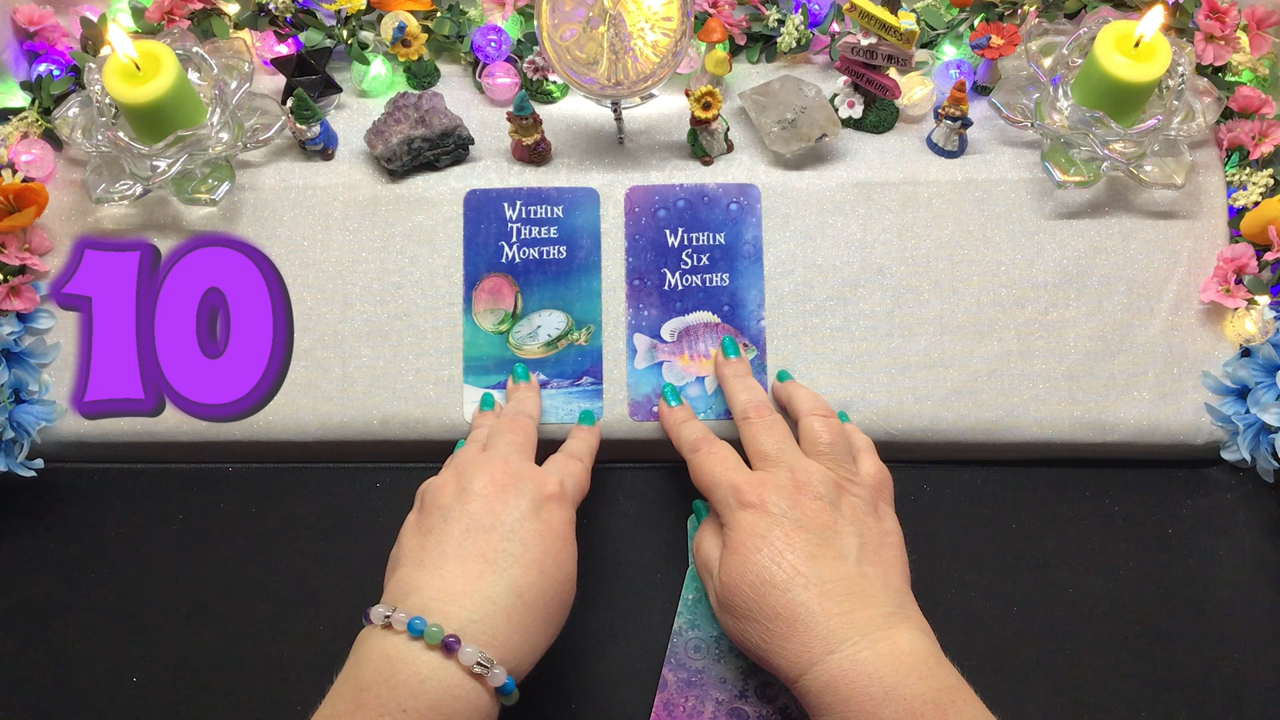 HAPPINESS
GOOD VIBES
ADVENTURE
WITHIN
THREE
MONTHS
WITHIN
SIX
MONTHS
10